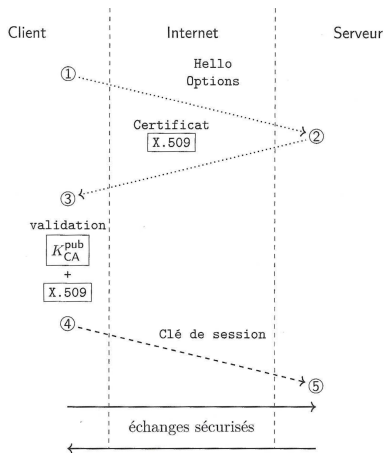 Client Internet Serveur
Hello
① Options
Certificat ②
X.509
③
validation
K_CA^pub
+
X.509
④ Clé de session
⑤
échanges sécurisés